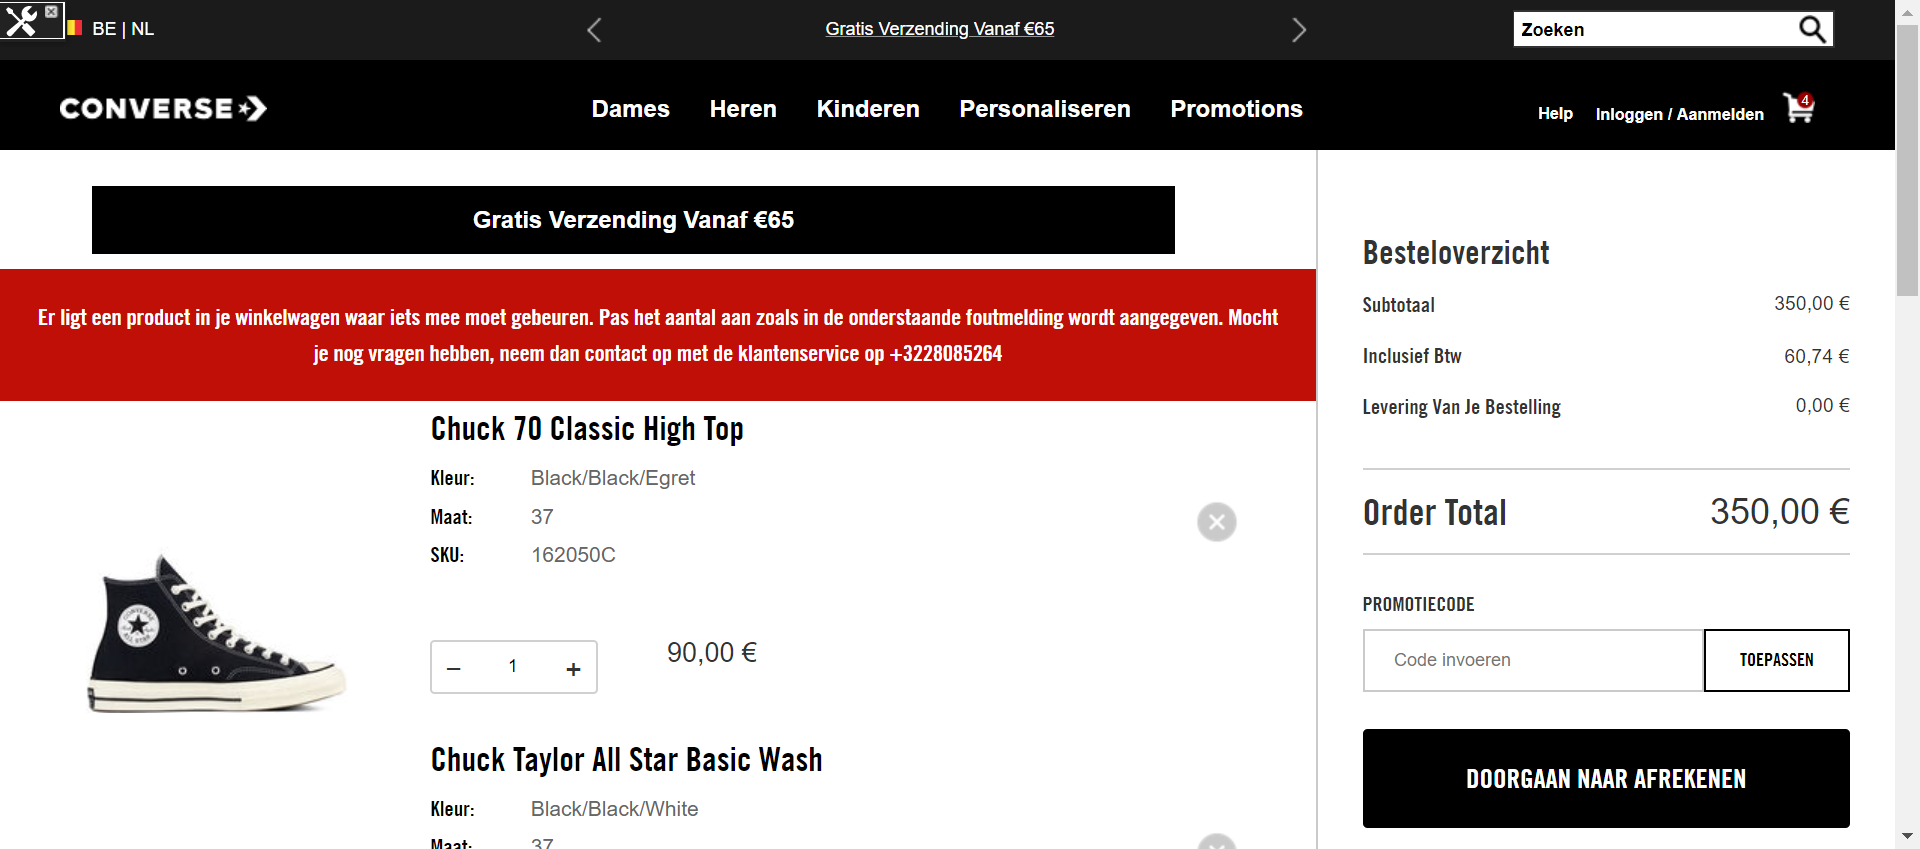 BE | NL
Gratis Verzending Vanaf €65
Zoeken
CONVERSE
Dames Heren Kinderen Personaliseren Promotions
Help Inloggen / Aanmelden 4
Gratis Verzending Vanaf €65
Er ligt een product in je winkelwagen waar iets mee moet gebeuren. Pas het aantal aan zoals in de onderstaande foutmelding wordt aangegeven. Mocht
je nog vragen hebben, neem dan contact op met de klantenservice op +3228085264
Chuck 70 Classic High Top
Kleur: Black/Black/Egret
Maat: 37
SKU: 162050C
CONVERSE
ALL STAR
− 1 + 90,00 €
Chuck Taylor All Star Basic Wash
Kleur: Black/Black/White
Maat: 37
Besteloverzicht
Subtotaal 350,00 €
Inclusief Btw 60,74 €
Levering Van Je Bestelling 0,00 €
Order Total 350,00 €
PROMOTIECODE
Code invoeren TOEPASSEN
DOORGAAN NAAR AFREKENEN